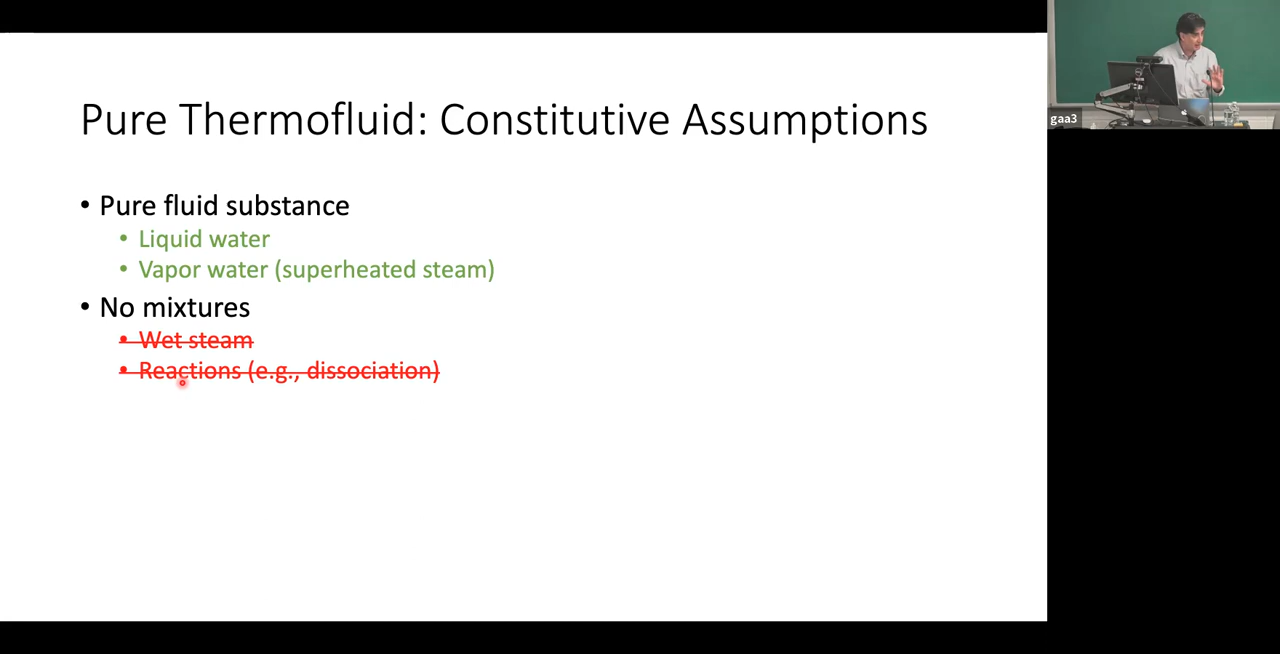 Pure Thermofluid: Constitutive Assumptions
• Pure fluid substance
• Liquid water
• Vapor water (superheated steam)
• No mixtures
• Wet steam
• Reactions (e.g., dissociation)
gaa3